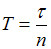 T = τ/n